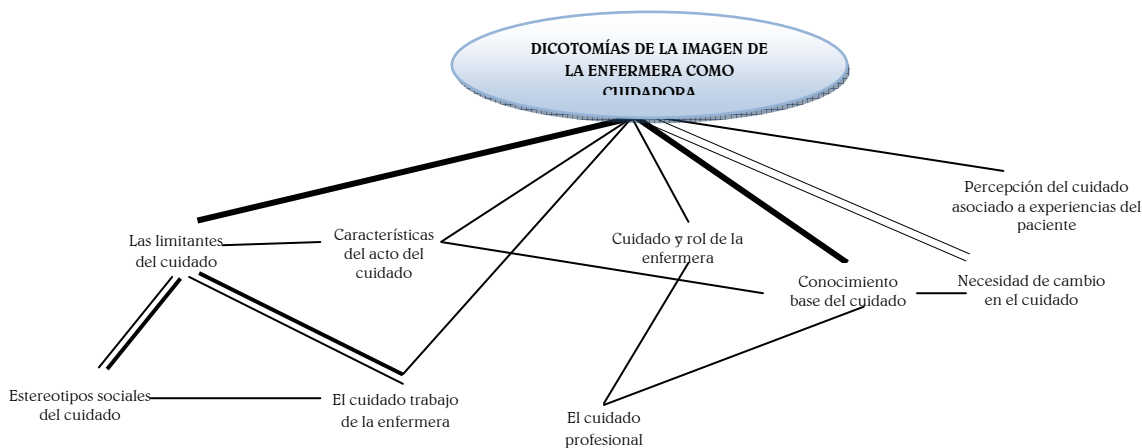 DICOTOMÍAS DE LA IMAGEN DE
LA ENFERMERA COMO
CUIDADORA
Percepción del cuidado
asociado a experiencias del
paciente
Las limitantes
del cuidado
Características
del acto del
cuidado
Cuidado y rol de la
enfermera
Conocimiento
base del cuidado
Necesidad de cambio
en el cuidado
Estereotipos sociales
del cuidado
El cuidado trabajo
de la enfermera
El cuidado
profesional